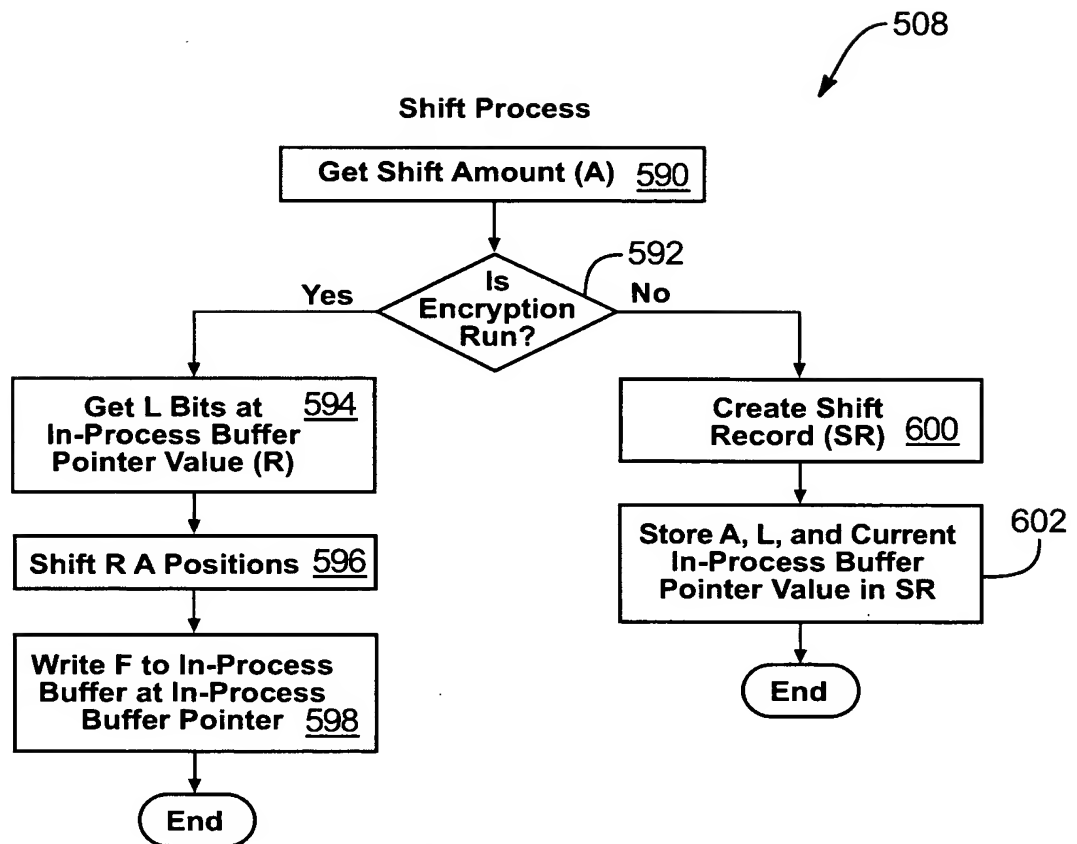 508
Shift Process
Get Shift Amount (A) 590
592
Is
Encryption
Run?
Yes
No
Get L Bits at 594
In-Process Buffer
Pointer Value (R)
Shift R A Positions 596
Write F to In-Process
Buffer at In-Process
Buffer Pointer 598
End
Create Shift
Record (SR) 600
602
Store A, L, and Current
In-Process Buffer
Pointer Value in SR
End